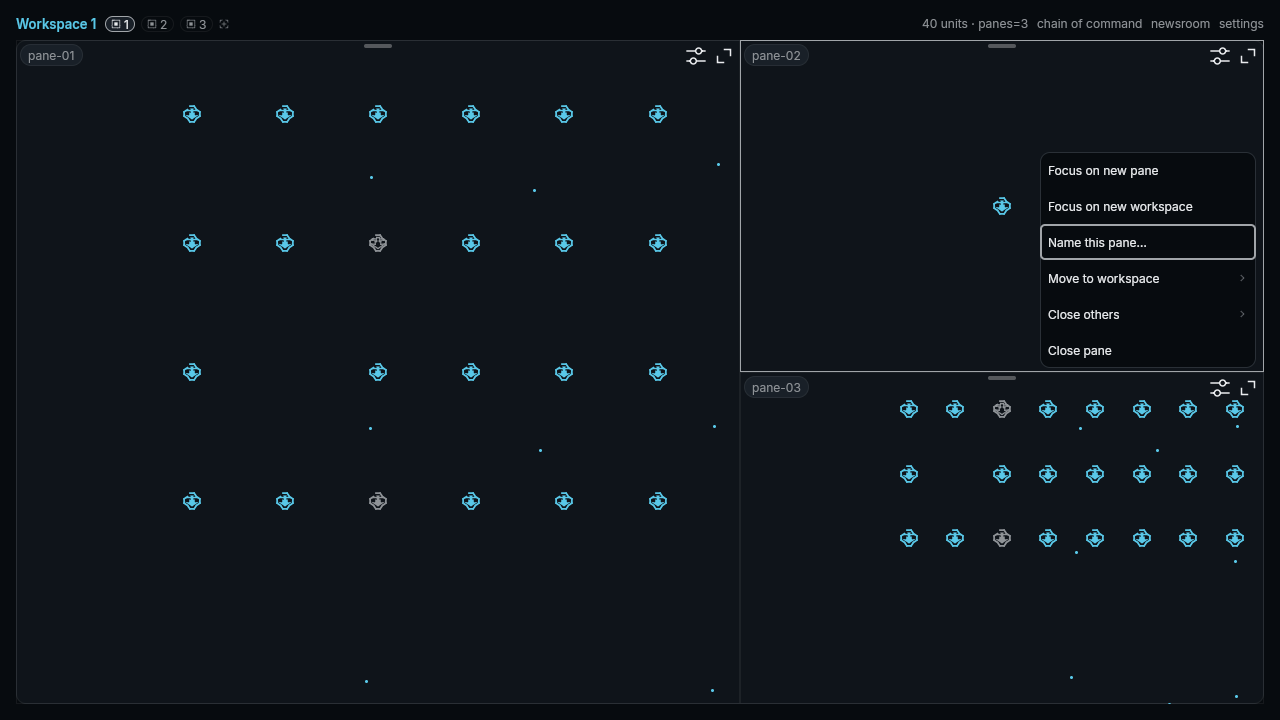 Workspace 1 1 2 3 40 units · panes=3 chain of command newsroom settings
pane-01
pane-02
Focus on new pane
Focus on new workspace
Name this pane...
Move to workspace
Close others
Close pane
pane-03